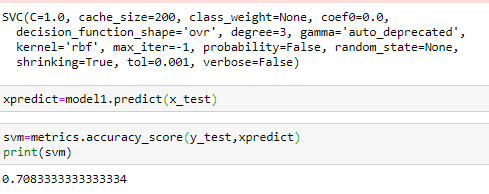 SVC(C=1.0, cache_size=200, class_weight=None, coef0=0.0,
decision_function_shape='ovr', degree=3, gamma='auto_deprecated',
kernel='rbf', max_iter=-1, probability=False, random_state=None,
shrinking=True, tol=0.001, verbose=False)
xpredict=model1.predict(x_test)
svm=metrics.accuracy_score(y_test,xpredict)
print(svm)
0.7083333333333334